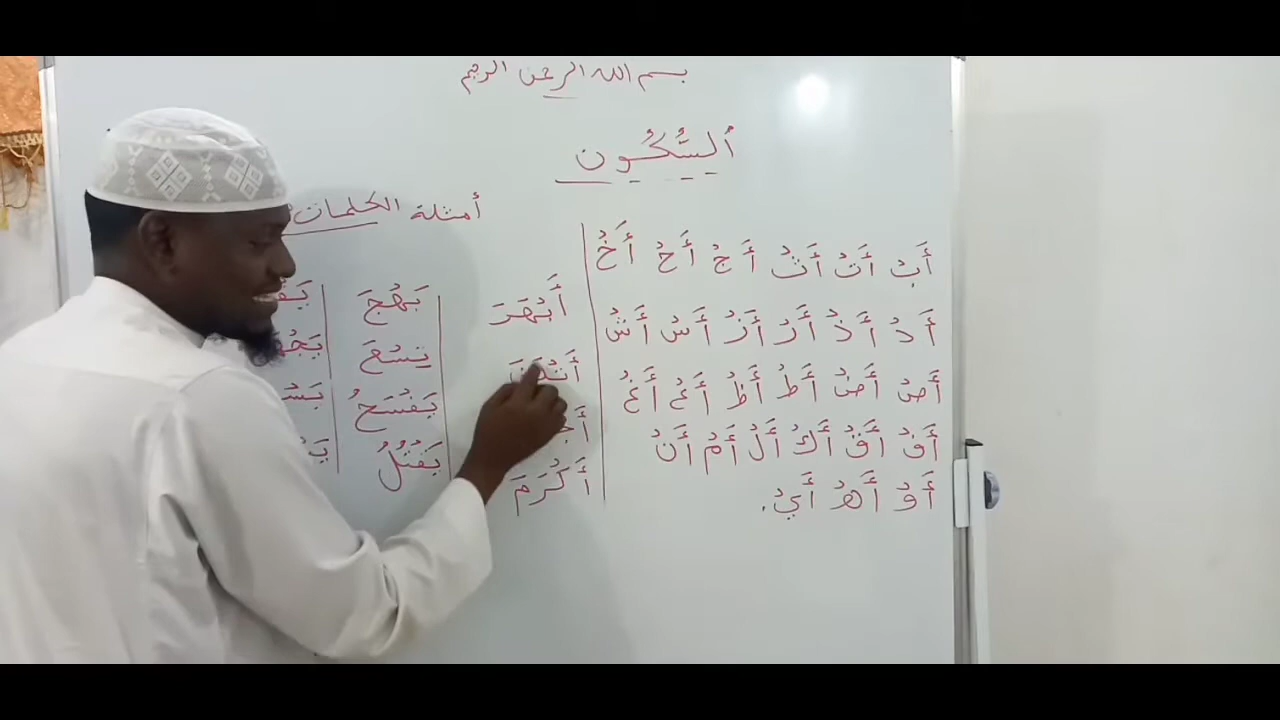 بسم الله الرحمن الرحيم
اُلسُّكُون
أمثلة الكلمات
أَبْ أَتْ أَثْ أَجْ أَحْ أَخْ
أَدْ أَذْ أَرْ أَزْ أَسْ أَشْ
أَصْ أَضْ أَطْ أَظْ أَعْ أَغْ
أَفْ أَقْ أَكْ أَلْ أَمْ أَنْ
أَوْ أَهْ أَيْ.
أَبْهَرَ
أَتْقَنَ
أَكْرَمَ
بَهْجَ
تِسْعَ
يَفْسَحُ
يَقْتُلُ